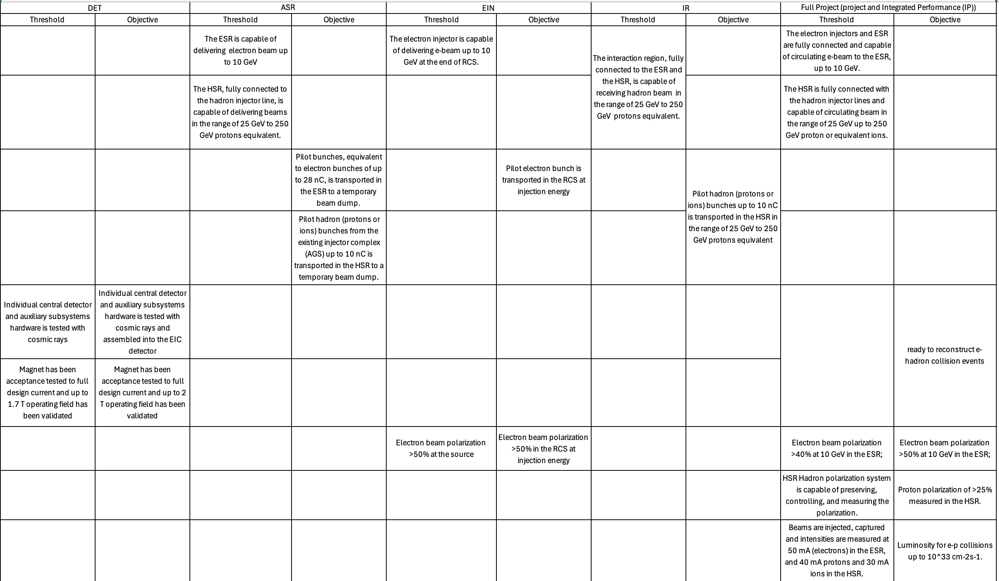 DET
ASR
EIN
IR
Full Project (project and Integrated Performance (IP))
Threshold
Objective
Threshold
Objective
Threshold
Objective
Threshold
Objective
Threshold
Objective
The ESR is capable of
delivering electron beam up
to 10 GeV
The electron injector is capable
of delivering e-beam up to 10
GeV at the end of RCS.
The interaction region, fully
connected to the ESR and
the HSR, is capable of
receiving hadron beam in
the range of 25 GeV to 250
GeV protons equivalent.
The electron injectors and ESR
are fully connected and capable
of circulating e-beam to the ESR,
up to 10 GeV.
The HSR, fully connected to
the hadron injector line, is
capable of delivering beams
in the range of 25 GeV to 250
GeV protons equivalent.
The HSR is fully connected with
the hadron injector lines and
capable of circulating beam in
the range of 25 GeV up to 250
GeV proton or equivalent ions.
Pilot bunches, equivalent
to electron bunches of up
to 28 nC, is transported in
the ESR to a temporary
beam dump.
Pilot electron bunch is
transported in the RCS at
injection energy
Pilot hadron (protons or
ions) bunches up to 10 nC
is transported in the HSR in
the range of 25 GeV to 250
GeV protons equivalent
Pilot hadron (protons or
ions) bunches from the
existing injector complex
(AGS) up to 10 nC is
transported in the HSR to a
temporary beam dump.
Individual central detector
and auxiliary subsystems
hardware is tested with
cosmic rays
Individual central detector
and auxiliary subsystems
hardware is tested with
cosmic rays and
assembled into the EIC
detector
ready to reconstruct e-
hadron collision events
Magnet has been
acceptance tested to full
design current and up to
1.7 T operating field has
been validated
Magnet has been
acceptance tested to full
design current and up to 2
T operating field has been
validated
Electron beam polarization
>50% at the source
Electron beam polarization
>50% in the RCS at
injection energy
Electron beam polarization
>40% at 10 GeV in the ESR;
Electron beam polarization
>50% at 10 GeV in the ESR;
HSR Hadron polarization system
is capable of preserving,
controlling, and measuring the
polarization.
Proton polarization of >25%
measured in the HSR.
Beams are injected, captured
and intensities are measured at
50 mA (electrons) in the ESR,
and 40 mA protons and 30 mA
ions in the HSR.
Luminosity for e-p collisions
up to 10^33 cm-2s-1.